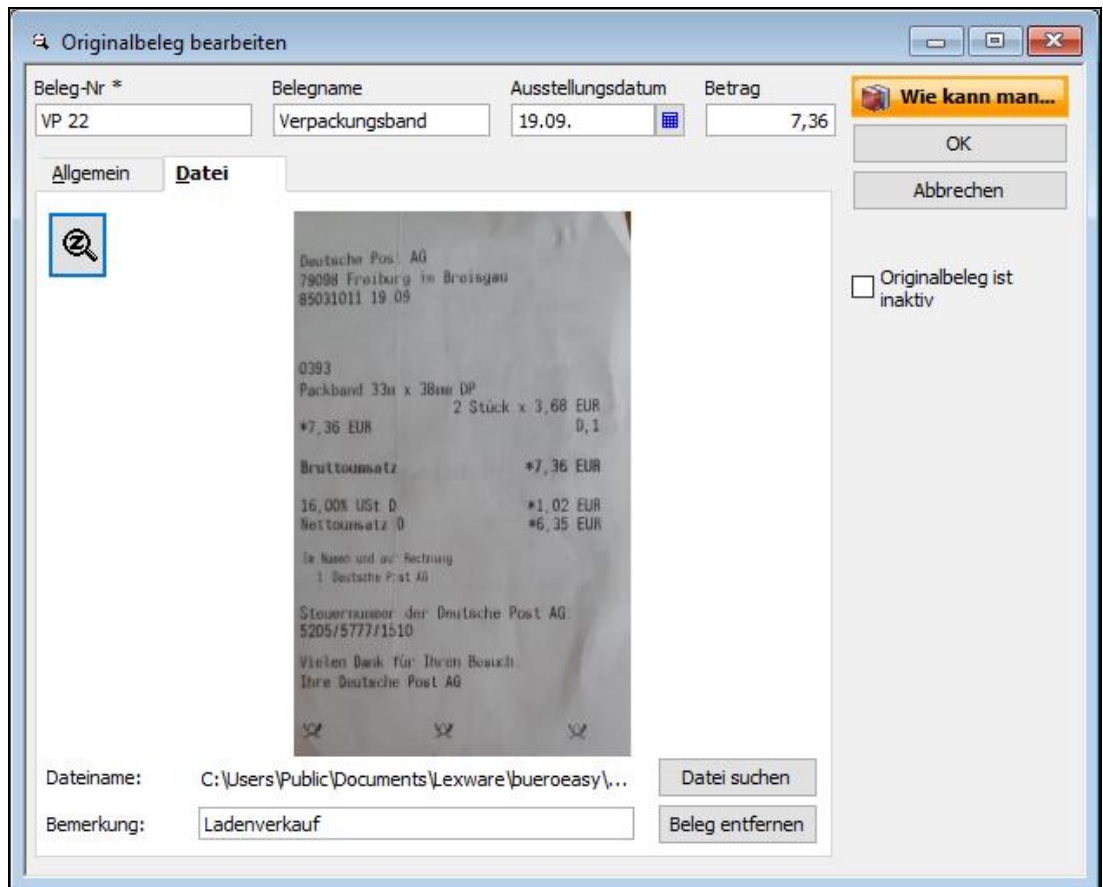 Originalbeleg bearbeiten
Beleg-Nr * Belegname Ausstellungsdatum Betrag
VP 22 Verpackungsband 19.09. 7,36
Wie kann man...
OK
Abbrechen
Allgemein Datei
Originalbeleg ist
inaktiv
Deutsche Post AG
79098 Freiburg im Breisgau
85031011 19 09
0393
Packband 33m x 38mm DP
2 Stück x 3,68 EUR
*7,36 EUR D,1
Bruttoumsatz *7,36 EUR
16,00% USt D *1,02 EUR
Nettoumsatz D *6,35 EUR
Im Namen und auf Rechnung
1 Deutsche Post AG
Steuernummer der Deutsche Post AG:
5205/5777/1510
Vielen Dank für Ihren Besuch
Ihre Deutsche Post AG
Dateiname: C:\Users\Public\Documents\Lexware\bueroeasy\... Datei suchen
Bemerkung: Ladenverkauf Beleg entfernen